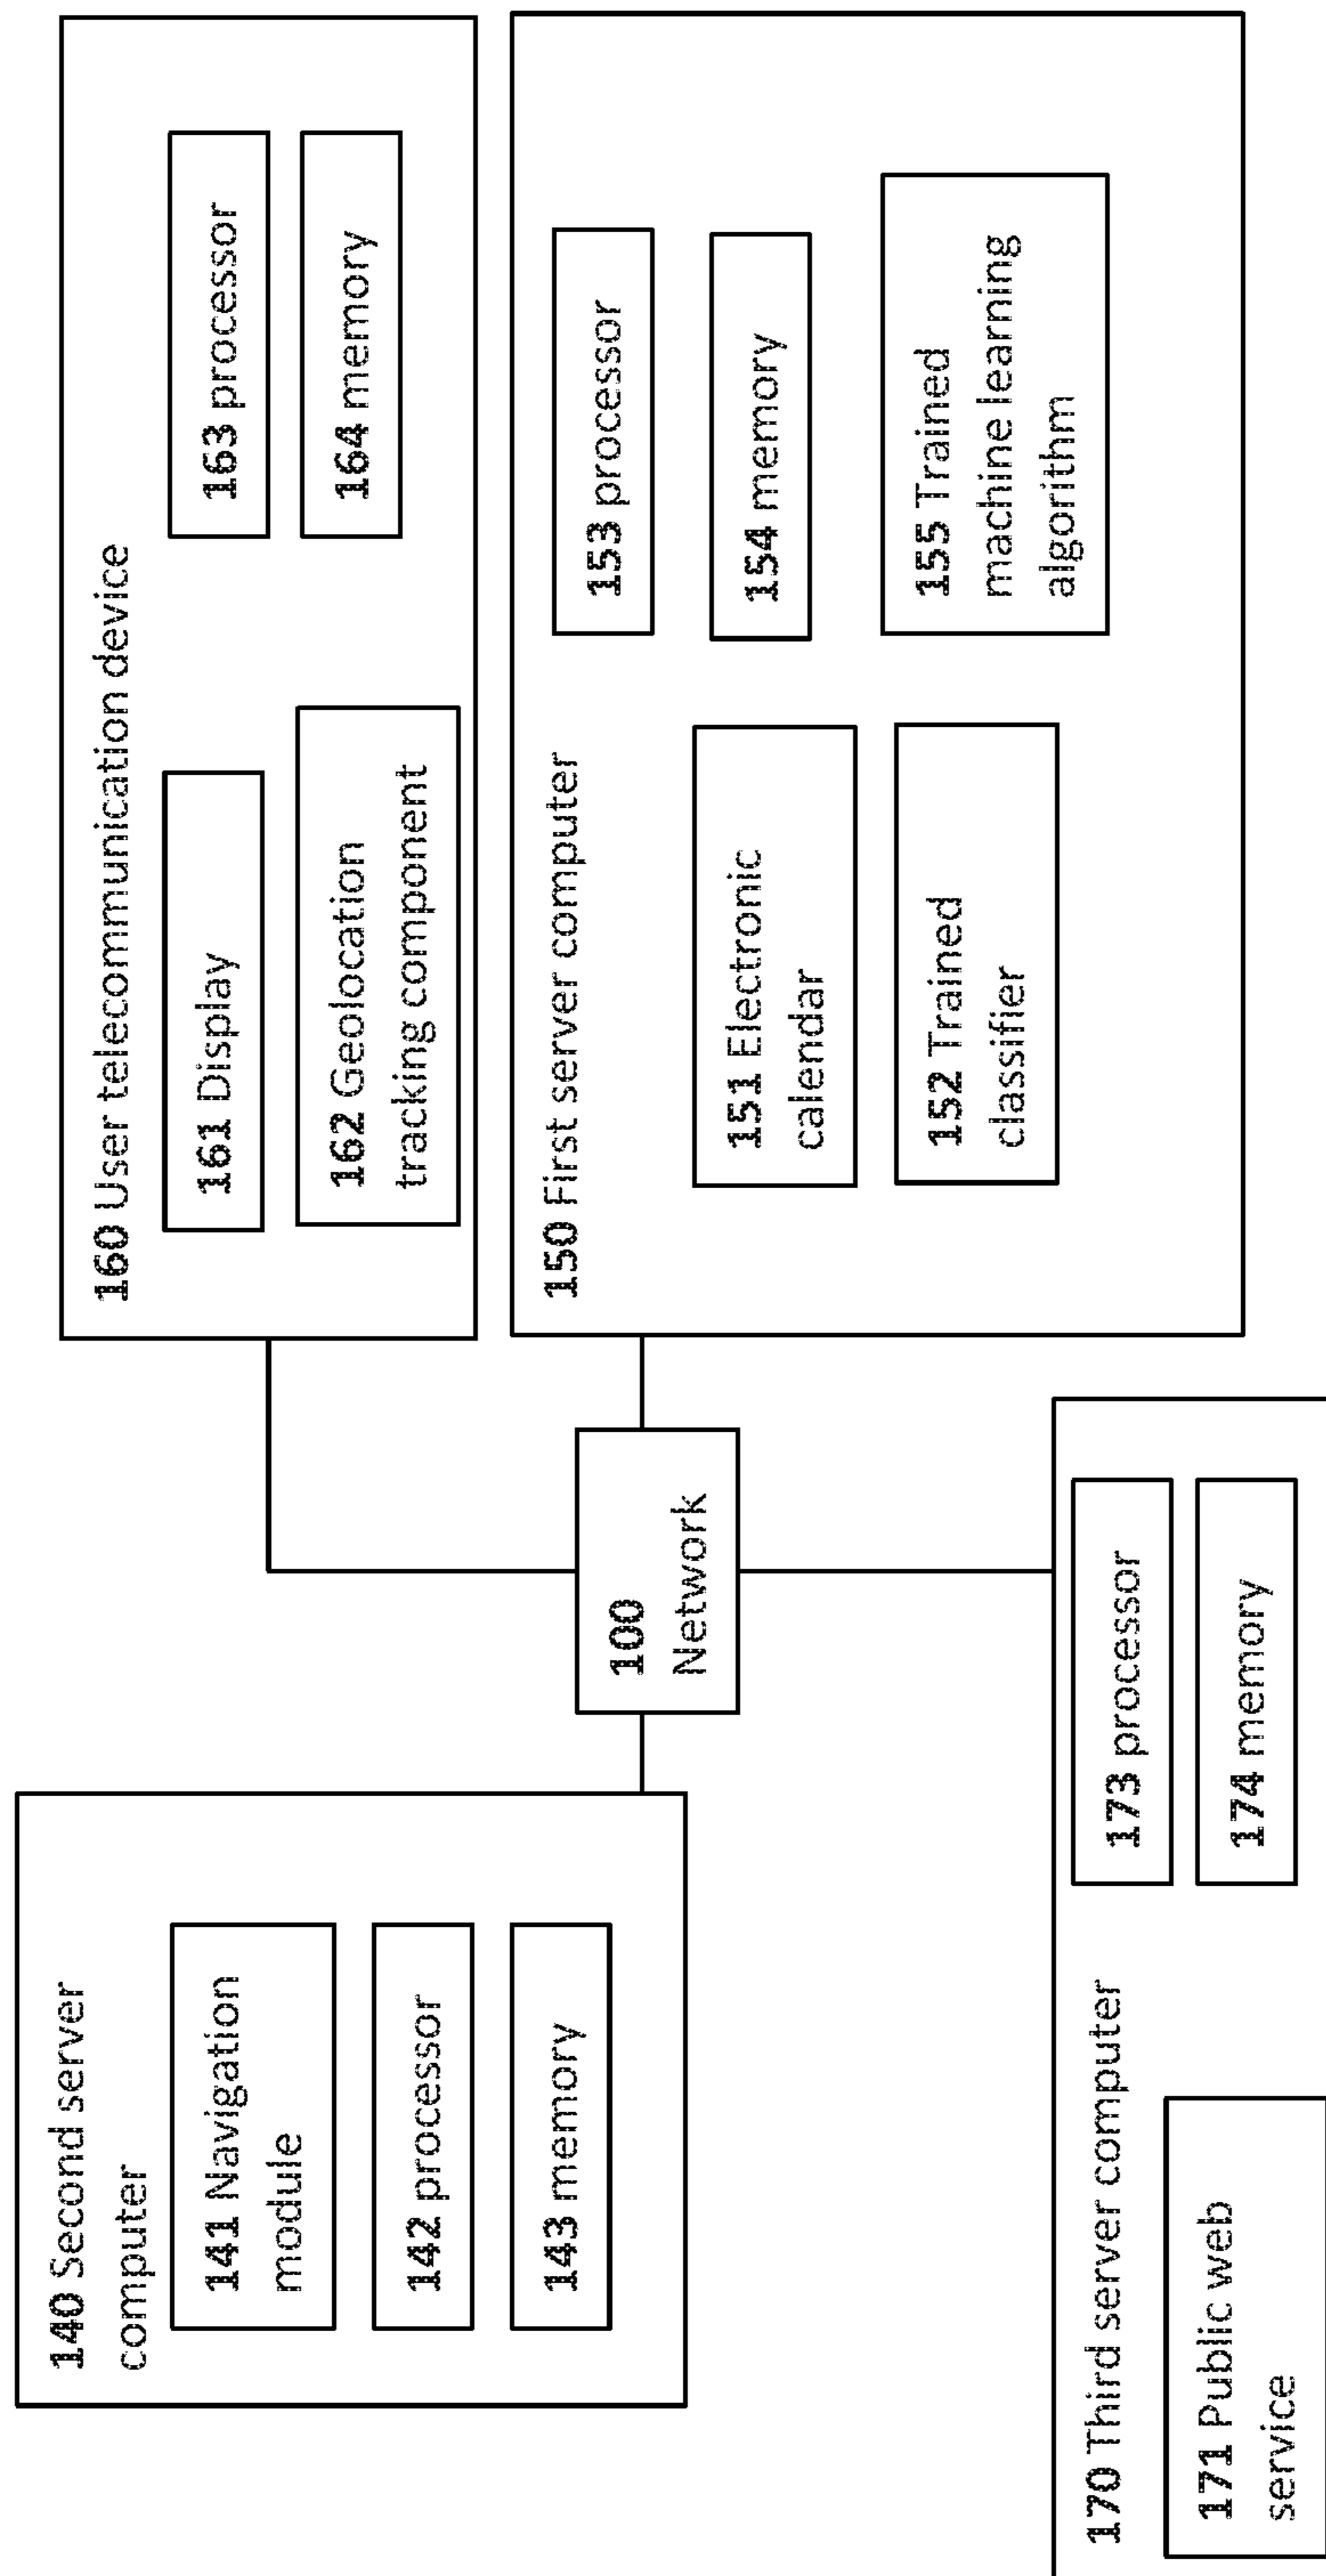 140 Second server
computer
141 Navigation
module
142 processor
143 memory
160 User telecommunication device
161 Display
162 Geolocation
tracking component
163 processor
164 memory
100
Network
150 First server computer
151 Electronic
calendar
152 Trained
classifier
153 processor
154 memory
155 Trained
machine learning
algorithm
170 Third server computer
171 Public web
service
173 processor
174 memory